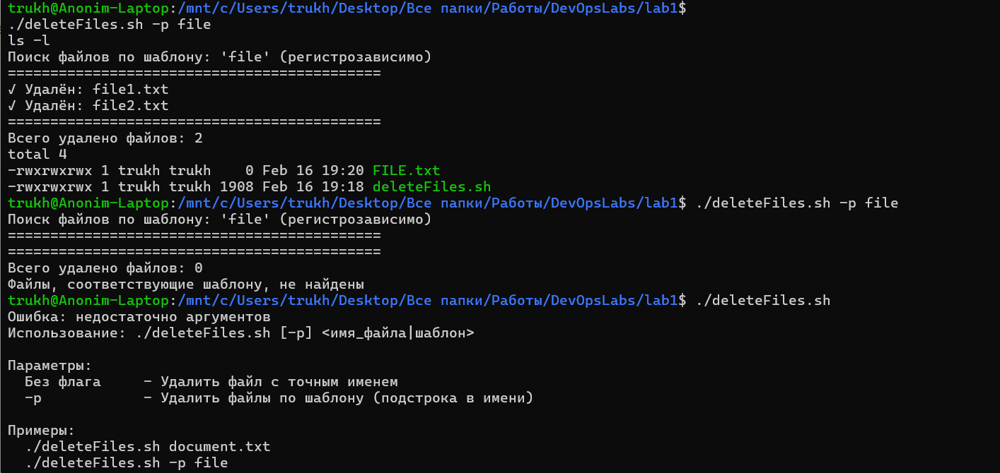 trukh@Anonim-Laptop:/mnt/c/Users/trukh/Desktop/Все папки/Работы/DevOpsLabs/lab1$
./deleteFiles.sh -p file
ls -l
Поиск файлов по шаблону: 'file' (регистрозависимо)
============================================
√ Удалён: file1.txt
√ Удалён: file2.txt
============================================
Всего удалено файлов: 2
total 4
-rwxrwxrwx 1 trukh trukh    0 Feb 16 19:20 FILE.txt
-rwxrwxrwx 1 trukh trukh 1908 Feb 16 19:18 deleteFiles.sh
trukh@Anonim-Laptop:/mnt/c/Users/trukh/Desktop/Все папки/Работы/DevOpsLabs/lab1$ ./deleteFiles.sh -p file
Поиск файлов по шаблону: 'file' (регистрозависимо)
============================================
============================================
Всего удалено файлов: 0
Файлы, соответствующие шаблону, не найдены
trukh@Anonim-Laptop:/mnt/c/Users/trukh/Desktop/Все папки/Работы/DevOpsLabs/lab1$ ./deleteFiles.sh
Ошибка: недостаточно аргументов
Использование: ./deleteFiles.sh [-p] <имя_файла|шаблон>

Параметры:
  Без флага     - Удалить файл с точным именем
  -p            - Удалить файлы по шаблону (подстрока в имени)

Примеры:
  ./deleteFiles.sh document.txt
  ./deleteFiles.sh -p file